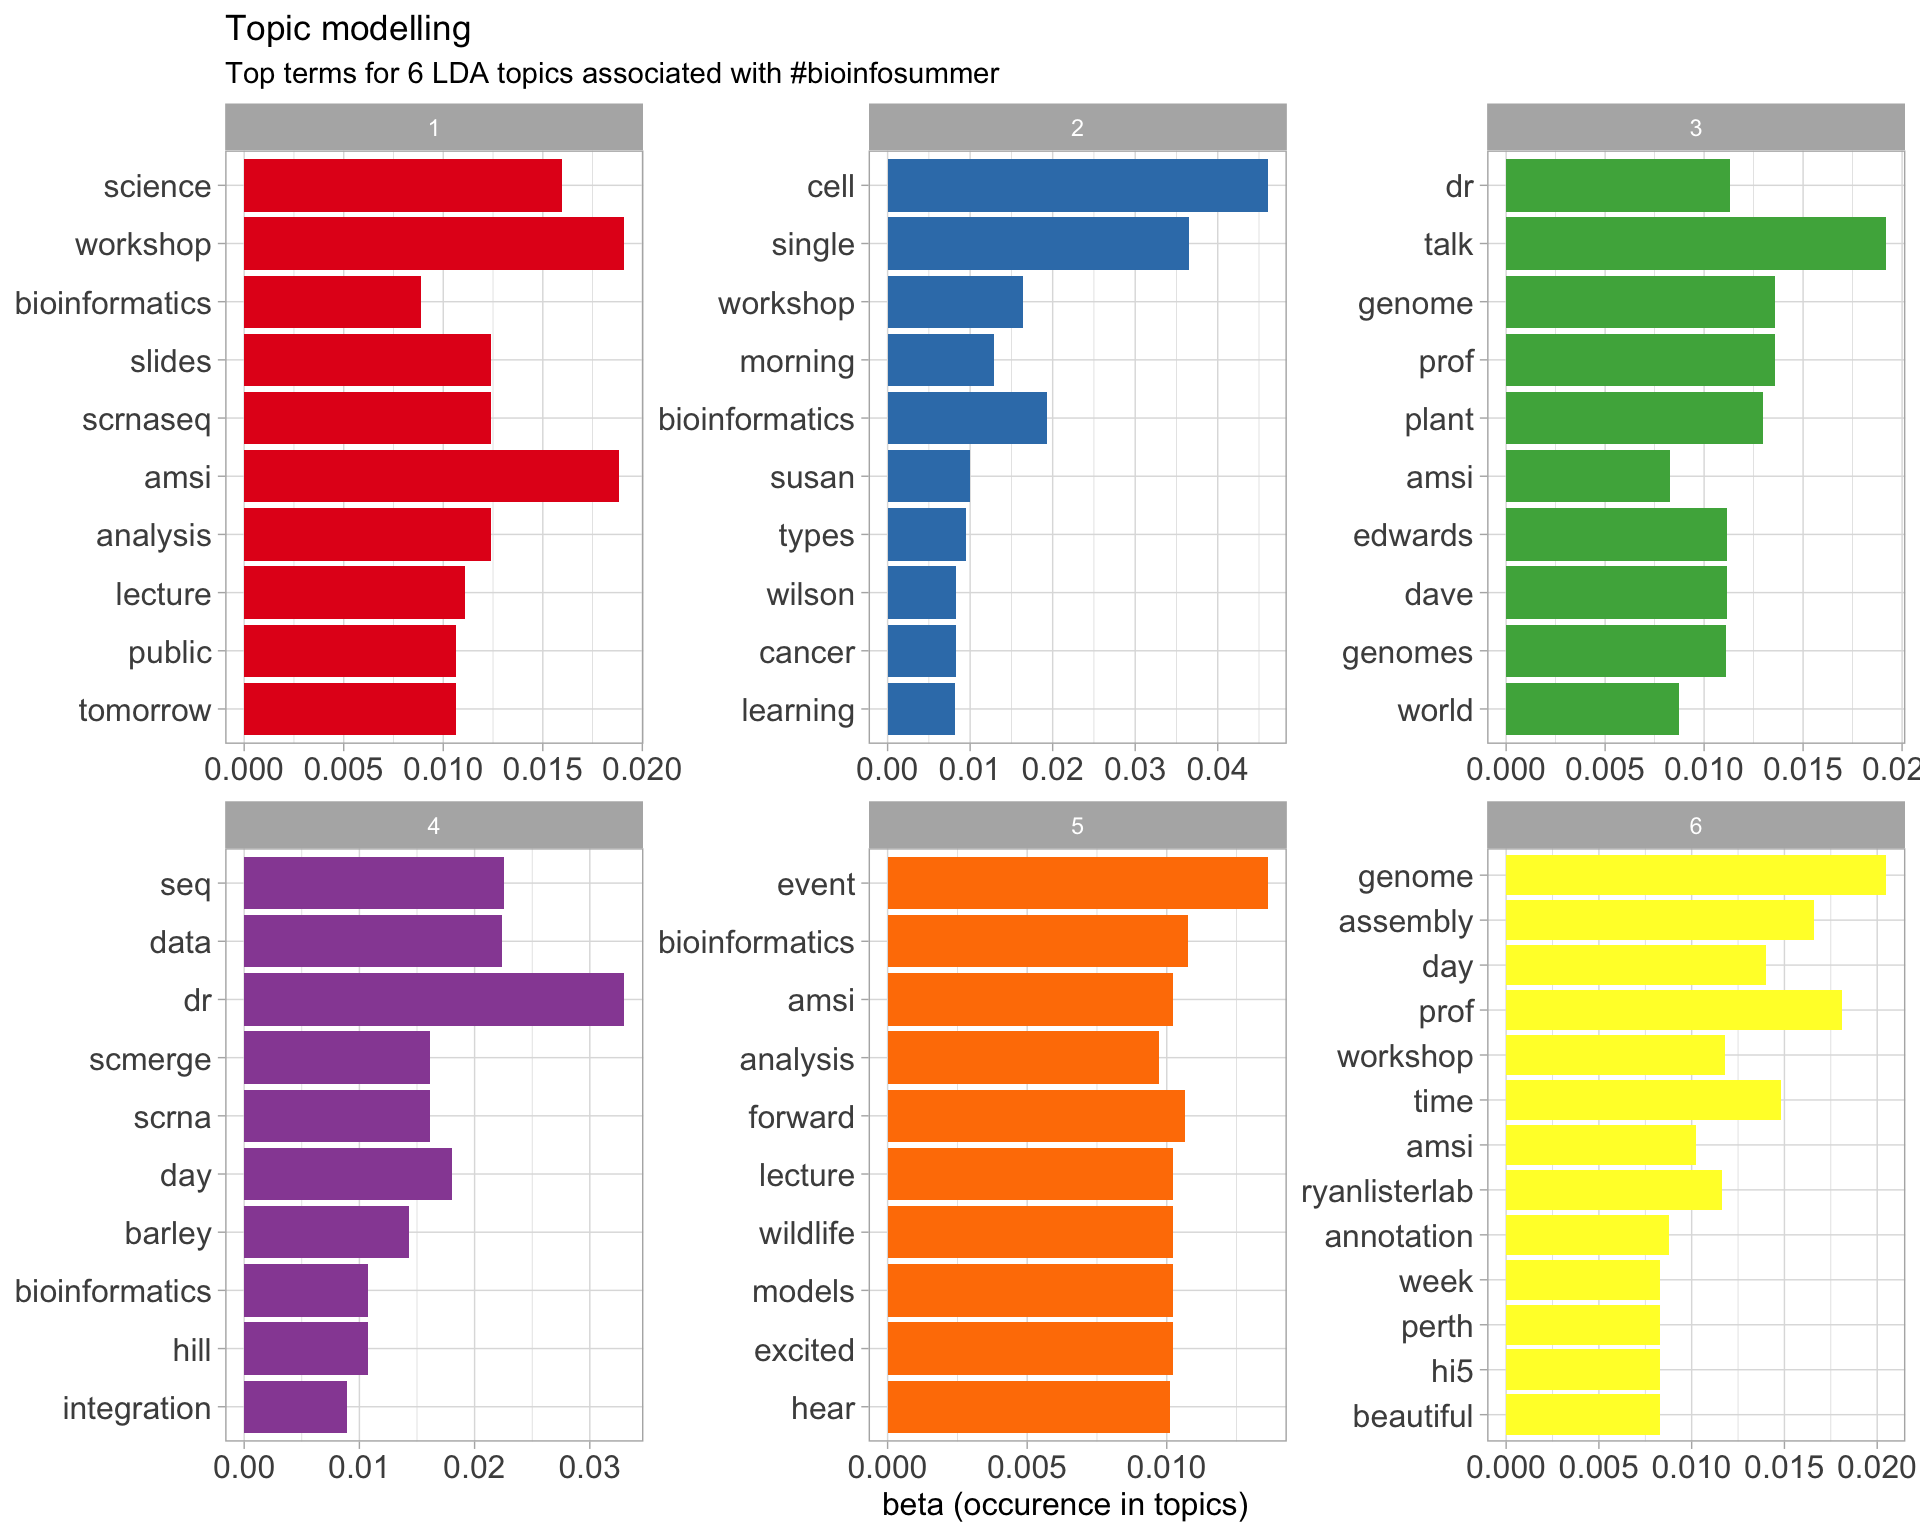 Topic modelling
Top terms for 6 LDA topics associated with #bioinfosummer
1
science
workshop
bioinformatics
slides
scrnaseq
amsi
analysis
lecture
public
tomorrow
0.000 0.005 0.010 0.015 0.020
2
cell
single
workshop
morning
bioinformatics
susan
types
wilson
cancer
learning
0.00 0.01 0.02 0.03 0.04
3
dr
talk
genome
prof
plant
amsi
edwards
dave
genomes
world
0.000 0.005 0.010 0.015 0.02
4
seq
data
dr
scmerge
scrna
day
barley
bioinformatics
hill
integration
0.00 0.01 0.02 0.03
5
event
bioinformatics
amsi
analysis
forward
lecture
wildlife
models
excited
hear
0.000 0.005 0.010
6
genome
assembly
day
prof
workshop
time
amsi
ryanlisterlab
annotation
week
perth
hi5
beautiful
0.000 0.005 0.010 0.015 0.020
beta (occurence in topics)